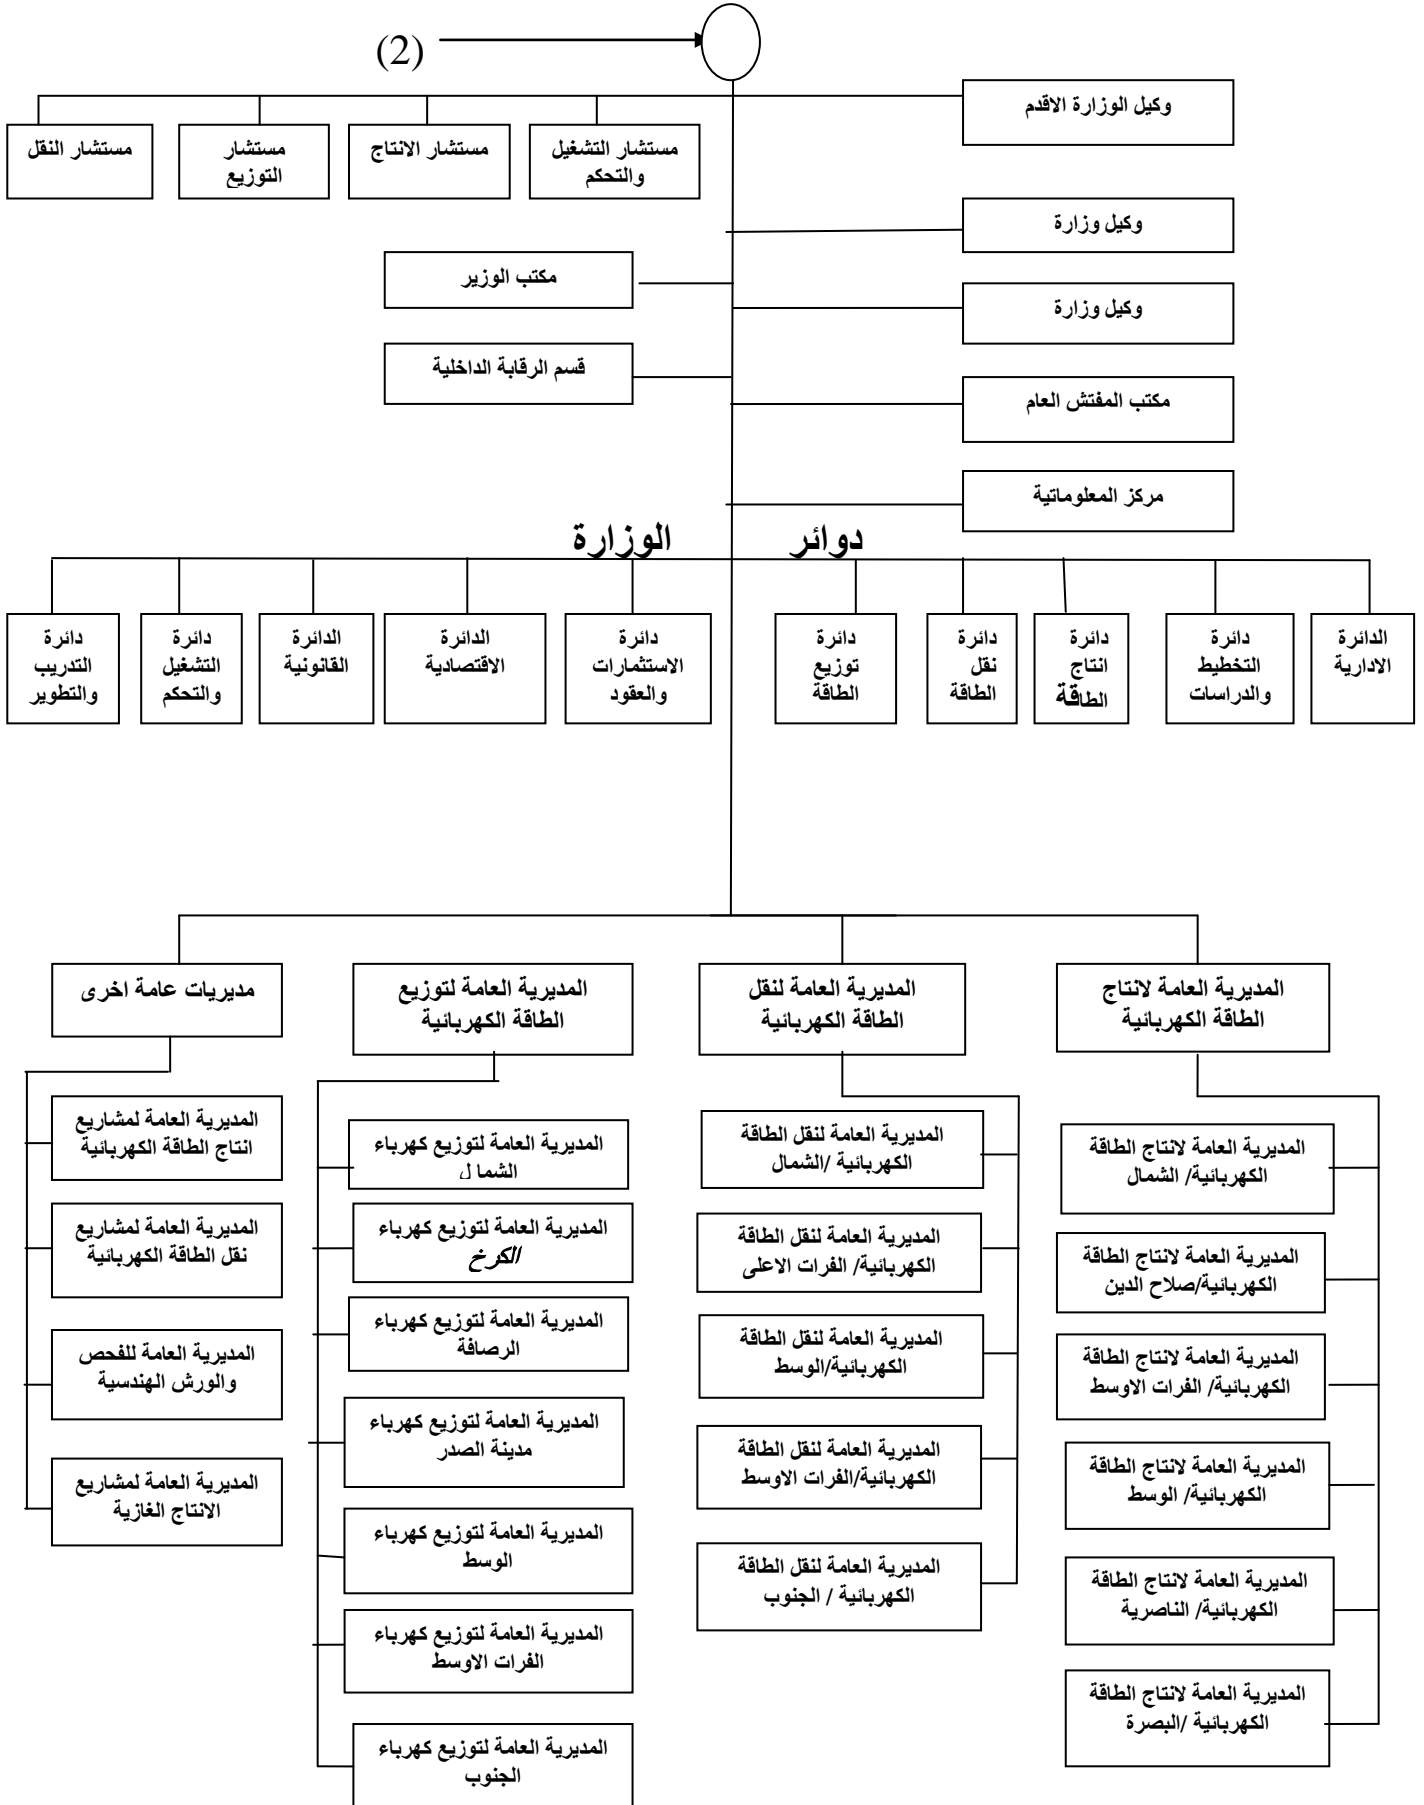 (2)
وكيل الوزارة الاقدم
مستشار التشغيل
والتحكم
مستشار الانتاج
مستشار
التوزيع
مستشار النقل
وكيل وزارة
مكتب الوزير
وكيل وزارة
قسم الرقابة الداخلية
مكتب المفتش العام
مركز المعلوماتية
دوائر الوزارة
الدائرة
الادارية
دائرة
التخطيط
والدراسات
دائرة
انتاج
الطاقة
دائرة
نقل
الطاقة
دائرة
توزيع
الطاقة
دائرة
الاستثمارات
والعقود
الدائرة
الاقتصادية
الدائرة
القانونية
دائرة
التشغيل
والتحكم
دائرة
التدريب
والتطوير
المديرية العامة لانتاج
الطاقة الكهربائية
المديرية العامة لنقل
الطاقة الكهربائية
المديرية العامة لتوزيع
الطاقة الكهربائية
مديريات عامة اخرى
المديرية العامة لانتاج الطاقة
الكهربائية/ الشمال
المديرية العامة لانتاج الطاقة
الكهربائية/صلاح الدين
المديرية العامة لانتاج الطاقة
الكهربائية/ الفرات الاوسط
المديرية العامة لانتاج الطاقة
الكهربائية/ الوسط
المديرية العامة لانتاج الطاقة
الكهربائية/ الناصرية
المديرية العامة لانتاج الطاقة
الكهربائية /البصرة
المديرية العامة لنقل الطاقة
الكهربائية /الشمال
المديرية العامة لنقل الطاقة
الكهربائية/ الفرات الاعلى
المديرية العامة لنقل الطاقة
الكهربائية/الوسط
المديرية العامة لنقل الطاقة
الكهربائية/الفرات الاوسط
المديرية العامة لنقل الطاقة
الكهربائية / الجنوب
المديرية العامة لتوزيع كهرباء
الشما ل
المديرية العامة لتوزيع كهرباء
الكرخ
المديرية العامة لتوزيع كهرباء
الرصافة
المديرية العامة لتوزيع كهرباء
مدينة الصدر
المديرية العامة لتوزيع كهرباء
الوسط
المديرية العامة لتوزيع كهرباء
الفرات الاوسط
المديرية العامة لتوزيع كهرباء
الجنوب
المديرية العامة لمشاريع
انتاج الطاقة الكهربائية
المديرية العامة لمشاريع
نقل الطاقة الكهربائية
المديرية العامة للفحص
والورش الهندسية
المديرية العامة لمشاريع
الانتاج الغازية